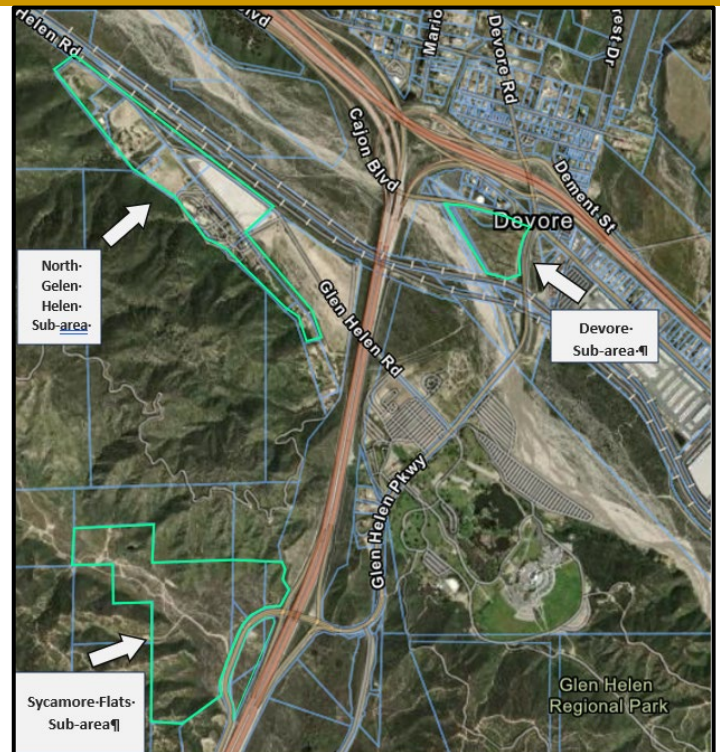 Helen Rd
lvd
Mario
Devore Rd
rest Dr
Cajon Blvd
Dement St
Devore
North·
Gelen·
Helen·
Sub-area·
Glen Helen Rd
Devore·
Sub-area·¶
Glen Helen Pkwy
Sycamore·Flats·
Sub-area¶
Glen Helen
Regional Park